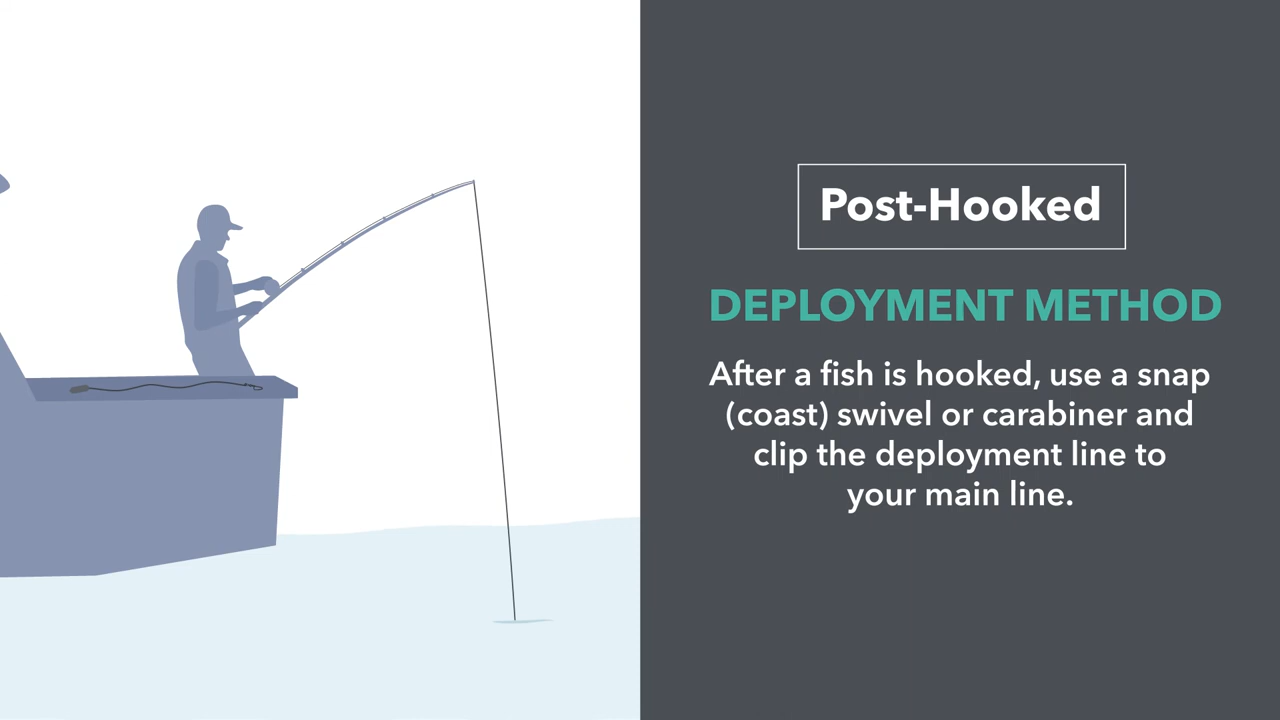 Post-Hooked
DEPLOYMENT METHOD
After a fish is hooked, use a snap
(coast) swivel or carabiner and
clip the deployment line to
your main line.